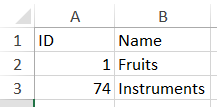 A B
1 ID Name
2 1 Fruits
3 74 Instruments